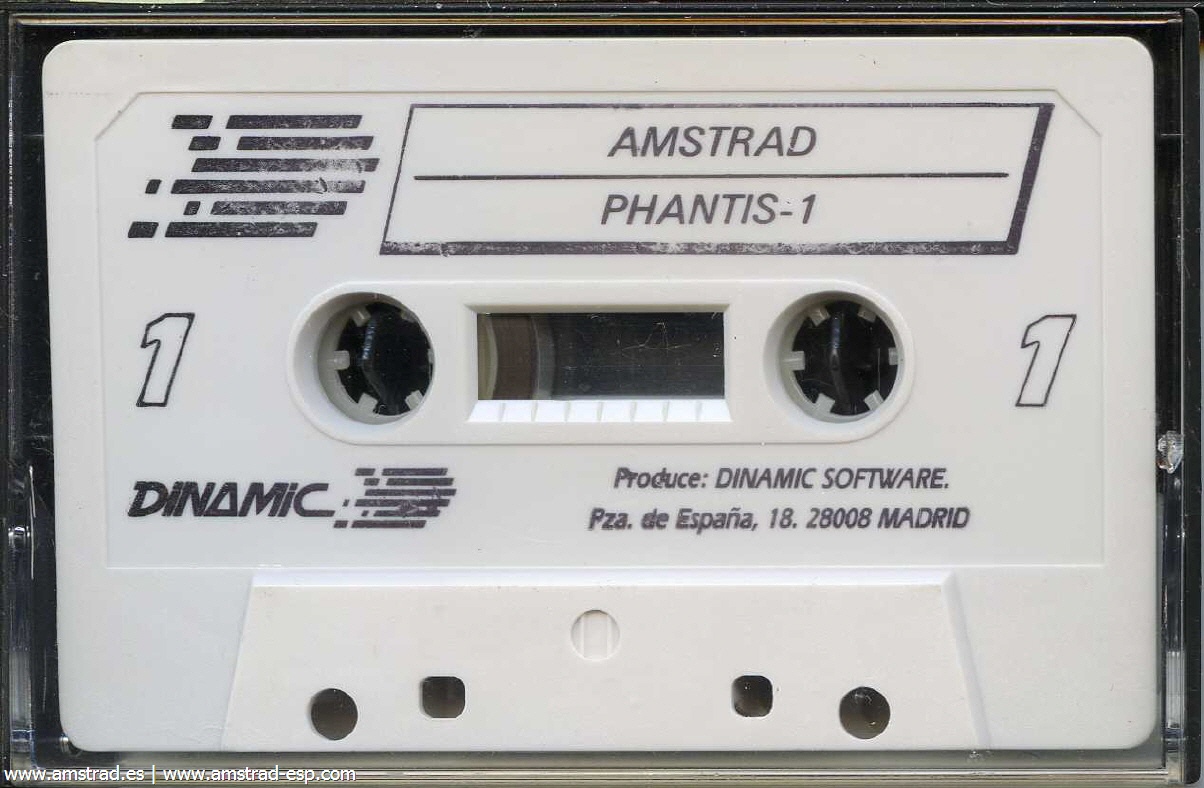 AMSTRAD
PHANTIS-1
1 1
DINAMIC
Produce: DINAMIC SOFTWARE.
Pza. de España, 18. 28008 MADRID
www.amstrad.es | www.amstrad-esp.com